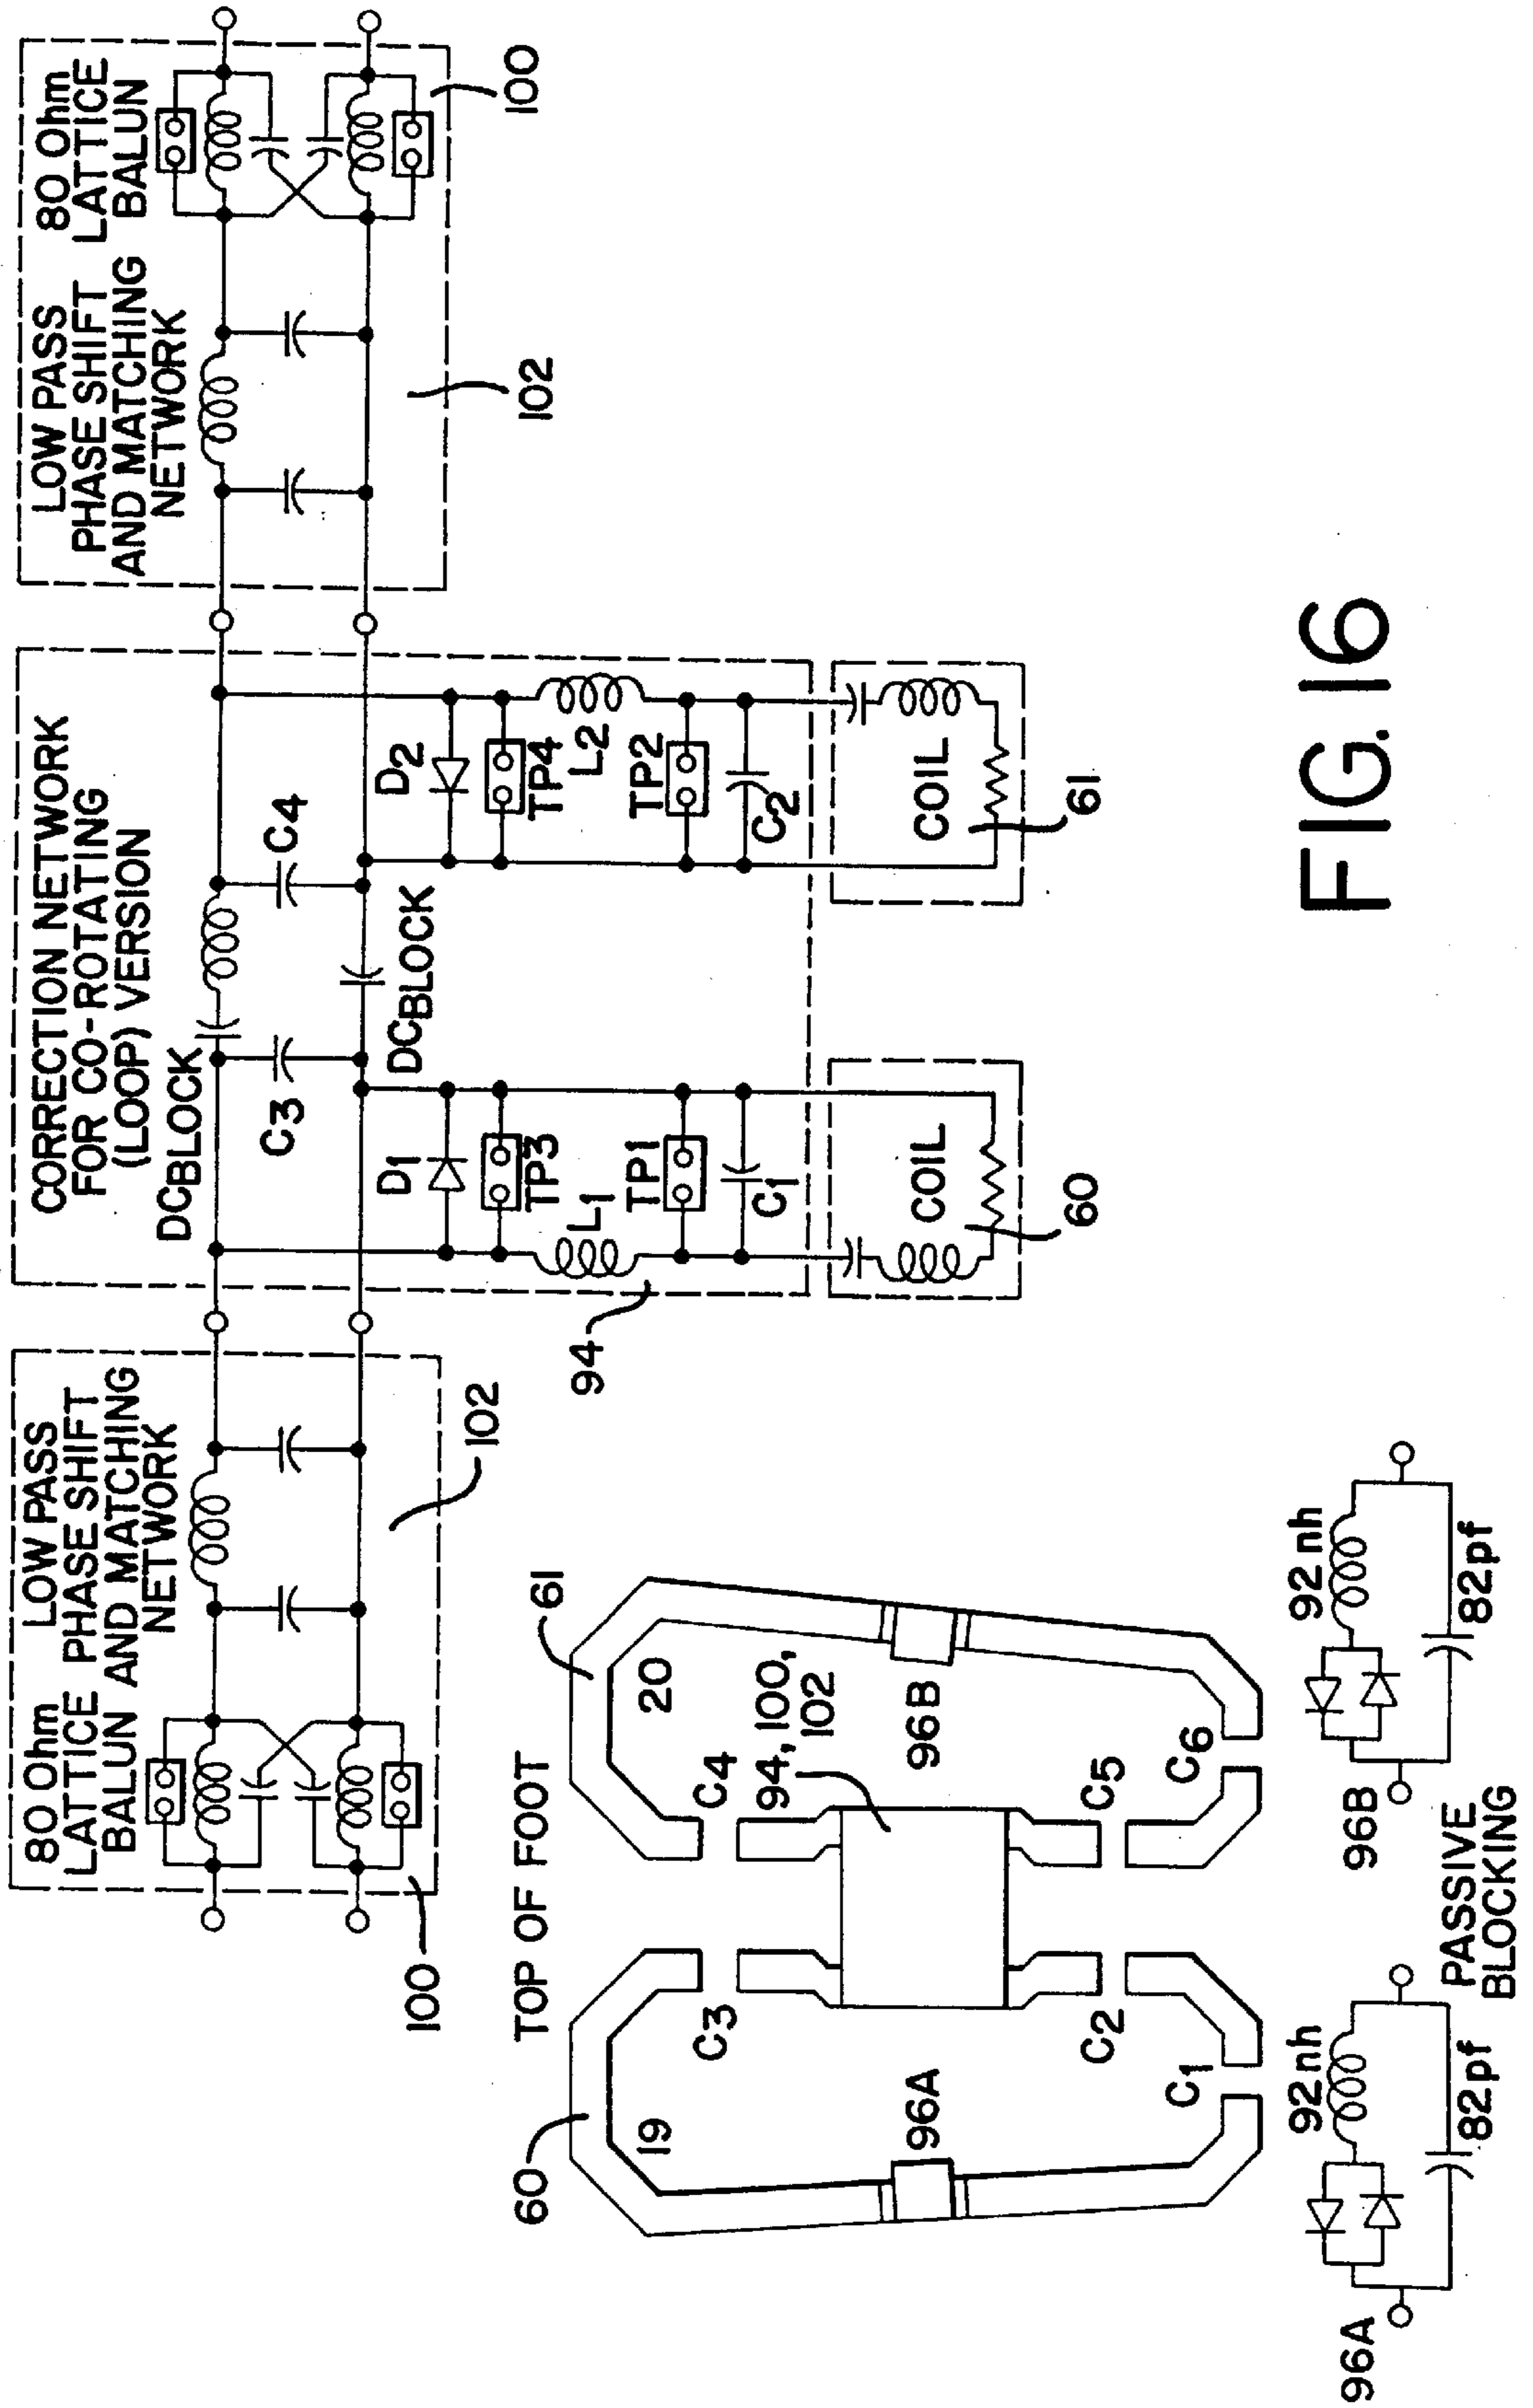 80 Ohm
LATTICE
BALUN
LOW PASS
PHASE SHIFT
AND MATCHING
NETWORK
100
102
CORRECTION NETWORK
FOR CO-ROTATING
(LOOP) VERSION
DCBLOCK
C3
C4
DCBLOCK
D1
TP3
L1
TP1
C1
D2
TP4
L2
TP2
C2
94
COIL
60
COIL
61
LOW PASS
PHASE SHIFT
AND MATCHING
NETWORK
80 Ohm
LATTICE
BALUN
102
100
TOP OF FOOT
60
19
C3
C4
61
20
94, 100,
102
96A
96B
C2
C5
C1
C6
96A
92 nh
82 pf
96B
92 nh
82 pf
PASSIVE
BLOCKING
FIG. 16